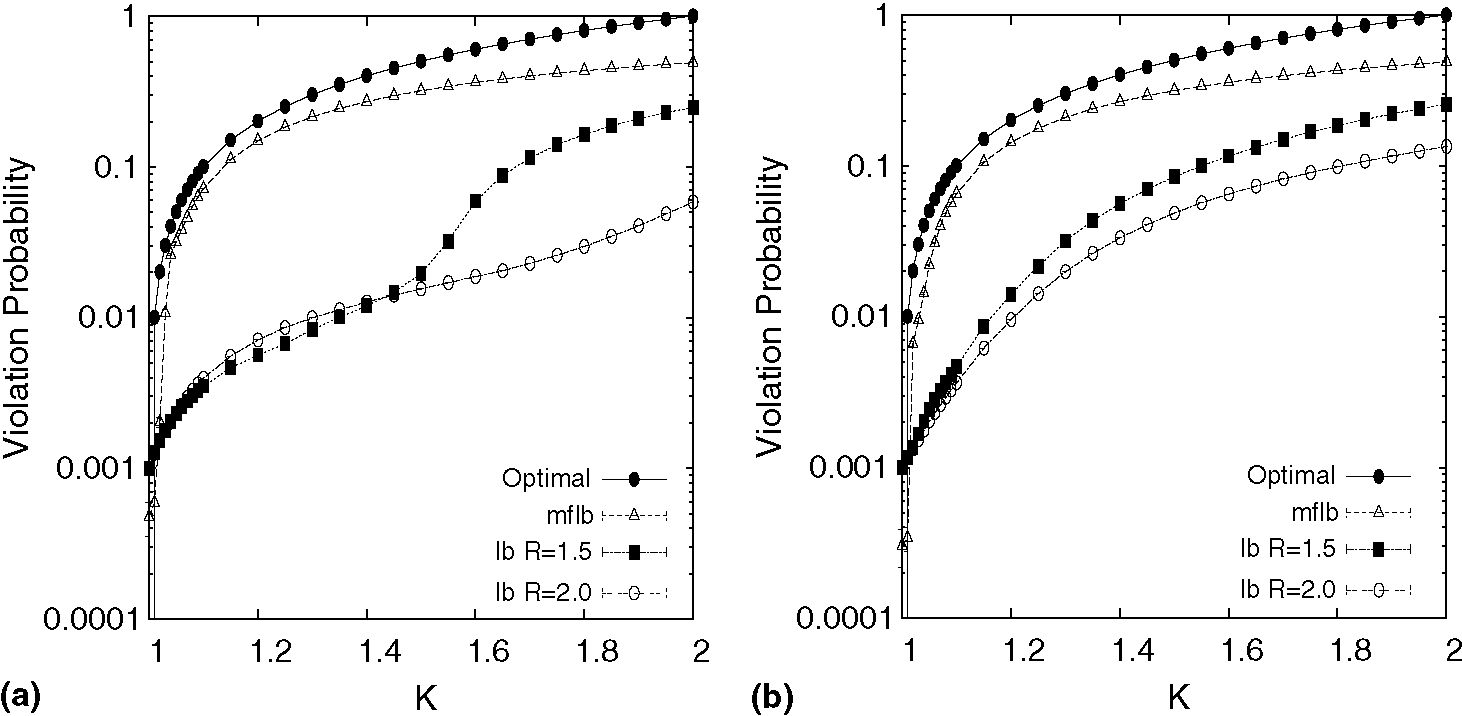 1
0.1
0.01
0.001
0.0001
Violation Probability
Optimal
mflb
lb R=1.5
lb R=2.0
1 1.2 1.4 1.6 1.8 2
K
(a)
1
0.1
0.01
0.001
0.0001
Violation Probability
Optimal
mflb
lb R=1.5
lb R=2.0
1 1.2 1.4 1.6 1.8 2
K
(b)